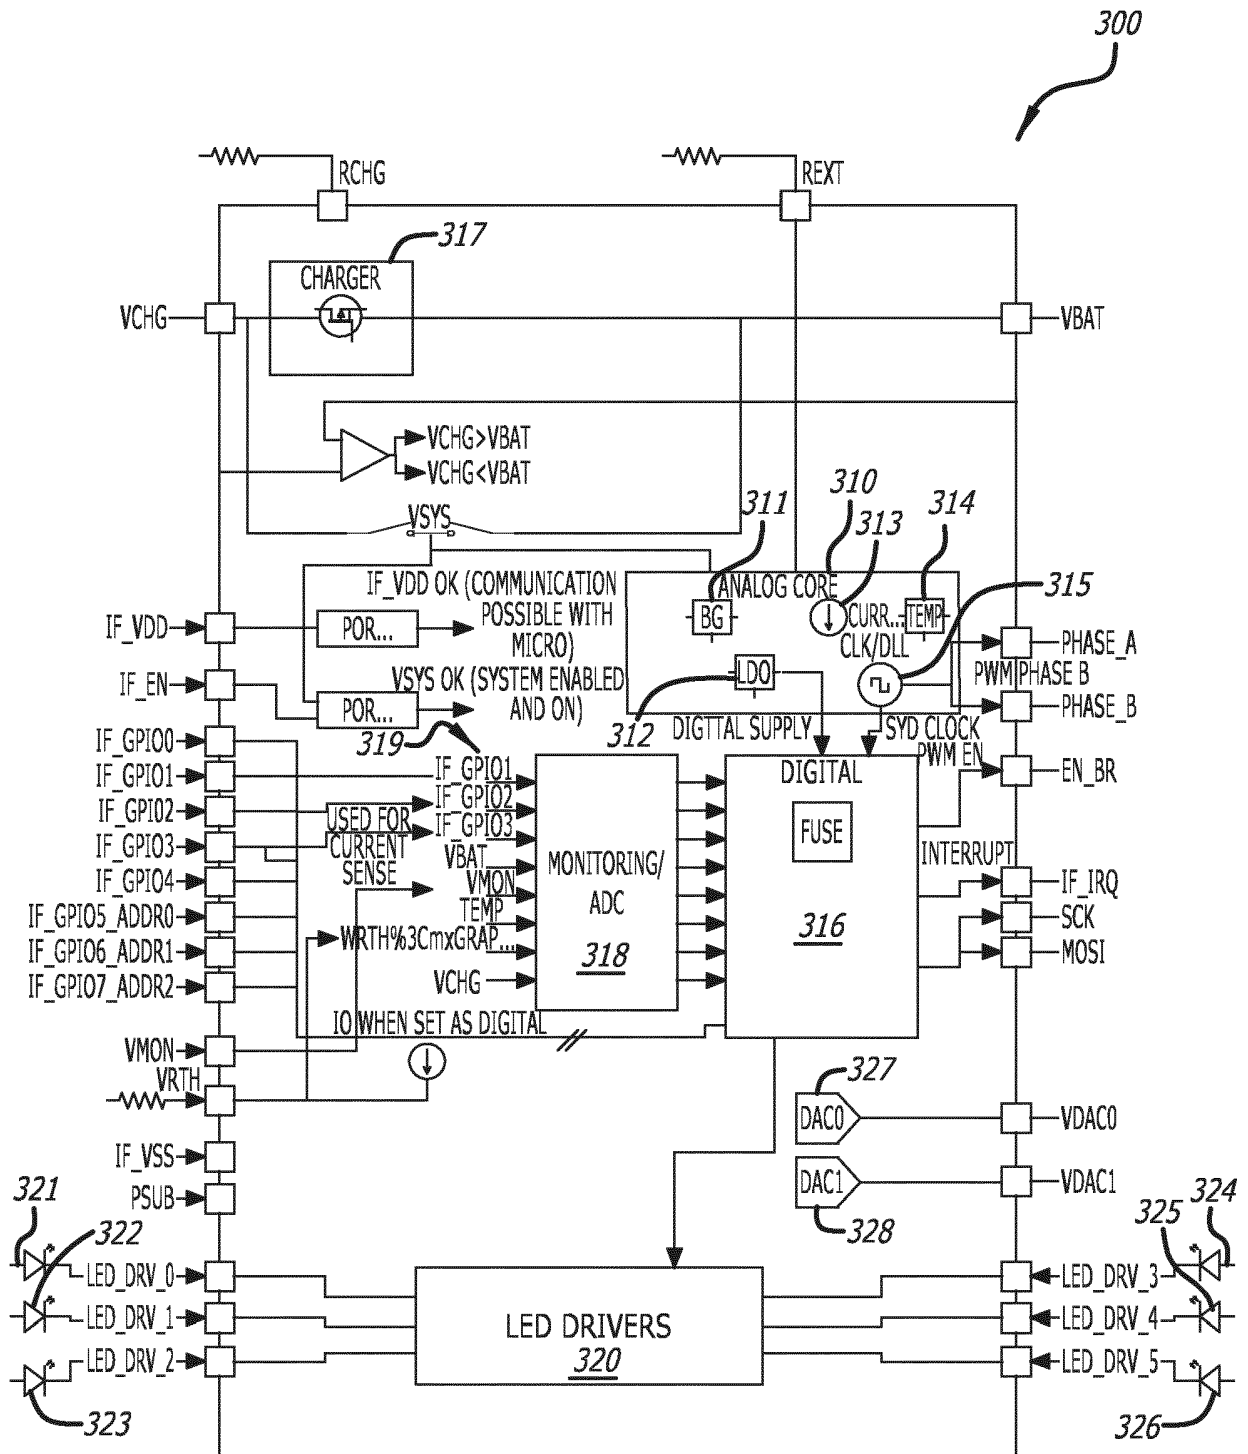 300
RCHG
REXT
317
CHARGER
VCHG
VBAT
VCHG>VBAT
VCHG<VBAT
VSYS
310
311
313
314
315
IF_VDD OK (COMMUNICATION
POSSIBLE WITH
MICRO)
ANALOG CORE
BG
CURR...
TEMP
CLK/DLL
IF_VDD
POR...
PHASE_A
PWM PHASE B
LDO
IF_EN
VSYS OK (SYSTEM ENABLED
AND ON)
POR...
PHASE_B
312
319
DIGTTAL SUPPLY
SYD CLOCK
PWM EN
IF_GPIO0
IF_GPIO1
IF_GPIO2
IF_GPIO3
IF_GPIO4
IF_GPIO5_ADDR0
IF_GPIO6_ADDR1
IF_GPIO7_ADDR2
USED FOR
CURRENT
SENSE
IF_GPIO1
IF_GPIO2
IF_GPIO3
VBAT
VMON
TEMP
WRTH%3CmxGRAP...
VCHG
MONITORING/
ADC
318
DIGITAL
FUSE
316
EN_BR
INTERRUPT
IF_IRQ
SCK
MOSI
IO WHEN SET AS DIGITAL
VMON
VRTH
327
DAC0
VDAC0
IF_VSS
PSUB
DAC1
VDAC1
328
321
322
323
324
325
326
LED_DRV_0
LED_DRV_1
LED_DRV_2
LED DRIVERS
320
LED_DRV_3
LED_DRV_4
LED_DRV_5